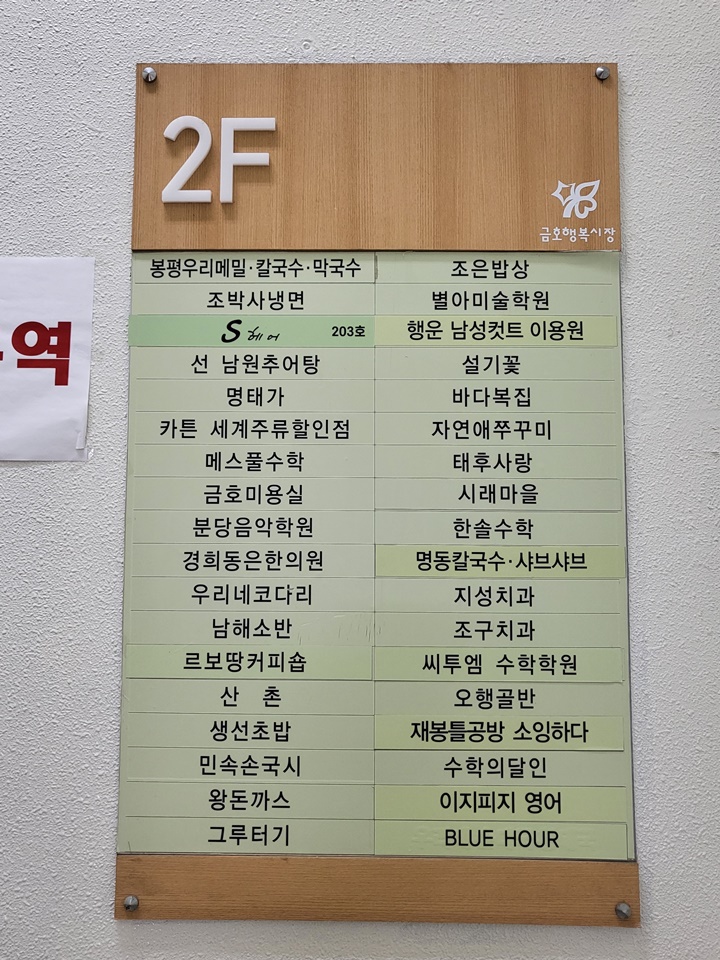 2F
금호행복시장
봉평우리메밀·칼국수·막국수
조박사냉면
S 헤어 203호
선 남원추어탕
명태가
카튼 세계주류할인점
메스풀수학
금호미용실
분당음악학원
경희동은한의원
우리네코다리
남해소반
르보땅커피숍
산 촌
생선초밥
민속손국시
왕돈까스
그루터기
조은밥상
별아미술학원
행운 남성컷트 이용원
설기꽃
바다복집
자연애쭈꾸미
태후사랑
시래마을
한솔수학
명동칼국수·샤브샤브
지성치과
조구치과
씨투엠 수학학원
오행골반
재봉틀공방 소잉하다
수학의달인
이지피지 영어
BLUE HOUR
역